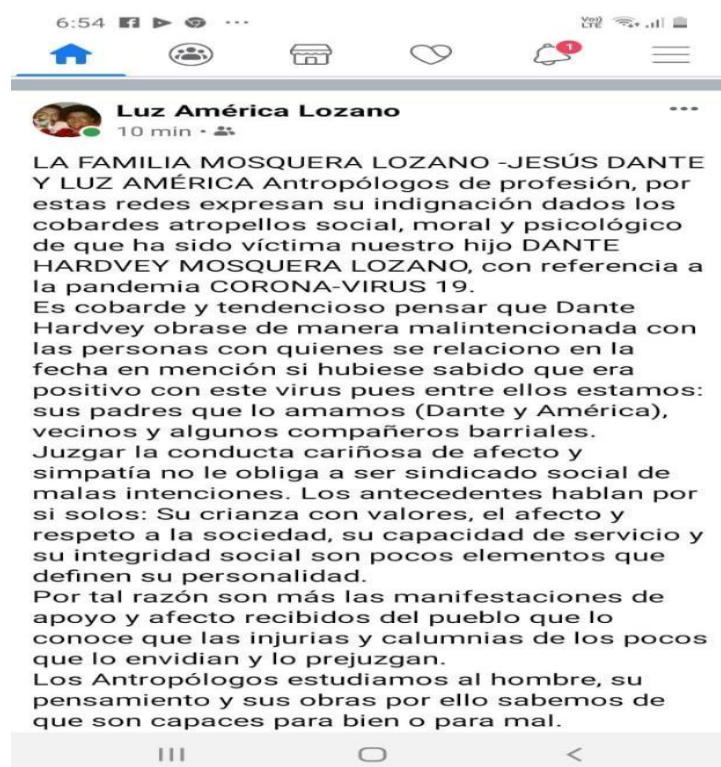 6:54
Vo))
LTE
1
Luz América Lozano
10 min
LA FAMILIA MOSQUERA LOZANO -JESÚS DANTE
Y LUZ AMÉRICA Antropólogos de profesión, por
estas redes expresan su indignación dados los
cobardes atropellos social, moral y psicológico
de que ha sido víctima nuestro hijo DANTE
HARDVEY MOSQUERA LOZANO, con referencia a
la pandemia CORONA-VIRUS 19.
Es cobarde y tendencioso pensar que Dante
Hardvey obrase de manera malintencionada con
las personas con quienes se relaciono en la
fecha en mención si hubiese sabido que era
positivo con este virus pues entre ellos estamos:
sus padres que lo amamos (Dante y América),
vecinos y algunos compañeros barriales.
Juzgar la conducta cariñosa de afecto y
simpatía no le obliga a ser sindicado social de
malas intenciones. Los antecedentes hablan por
si solos: Su crianza con valores, el afecto y
respeto a la sociedad, su capacidad de servicio y
su integridad social son pocos elementos que
definen su personalidad.
Por tal razón son más las manifestaciones de
apoyo y afecto recibidos del pueblo que lo
conoce que las injurias y calumnias de los pocos
que lo envidian y lo prejuzgan.
Los Antropólogos estudiamos al hombre, su
pensamiento y sus obras por ello sabemos de
que son capaces para bien o para mal.